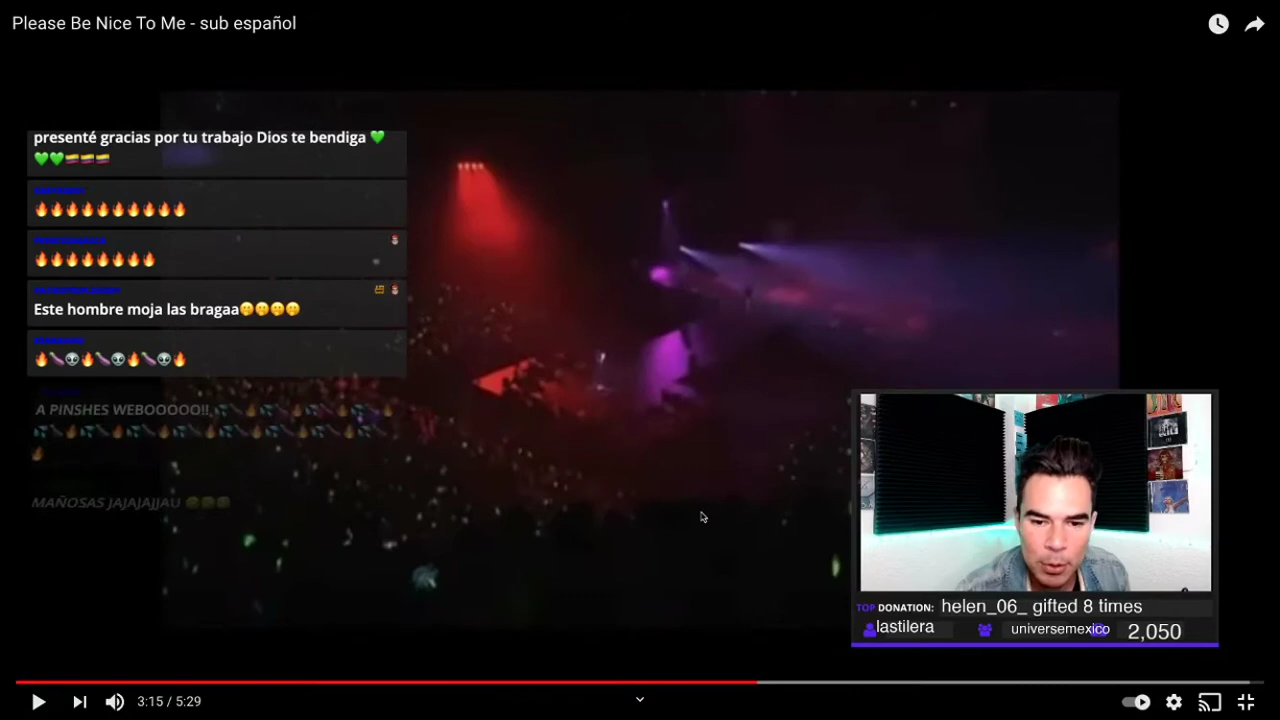 Please Be Nice To Me - sub español
presenté gracias por tu trabajo Dios te bendiga 💚
💚💚🇨🇴🇨🇴🇨🇴
🔥🔥🔥🔥🔥🔥🔥🔥🔥🔥
🔥🔥🔥🔥🔥🔥🔥🔥
Este hombre moja las bragaa🤭🤭🤭🤭
🔥🍆👽🔥🍆👽🔥🍆👽🔥
A PINSHES WEBOOOOO!!
MAÑOSAS JAJAJAJJAU
TOP DONATION: helen_06_ gifted 8 times
lastilera universemexico 2,050
3:15 / 5:29